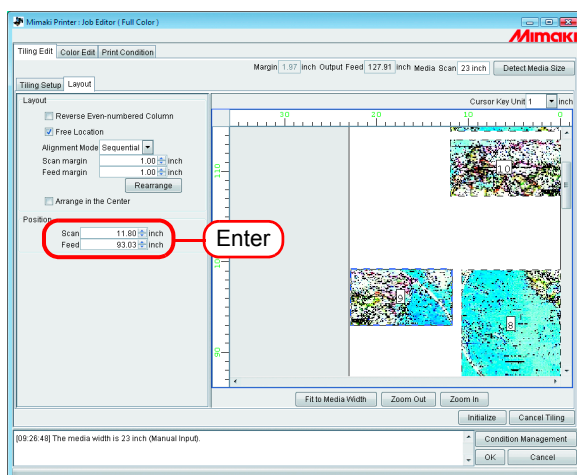 Mimaki Printer : Job Editor ( Full Color )
Mimaki
Tiling Edit Color Edit Print Condition
Margin 1.97 inch Output Feed 127.91 inch Media Scan 23 inch Detect Media Size
Tiling Setup Layout
Layout
Cursor Key Unit 1 inch
Reverse Even-numbered Column
30 20 10 0
Free Location
Alignment Mode Sequential
Scan margin 1.00 inch
Feed margin 1.00 inch
110
10
Rearrange
Arrange in the Center
Position
Scan 11.80 inch
Feed 93.03 inch
Enter
9
8
90
Fit to Media Width Zoom Out Zoom In
Initialize Cancel Tiling
[09:26:48] The media width is 23 inch (Manual Input).
Condition Management
OK Cancel